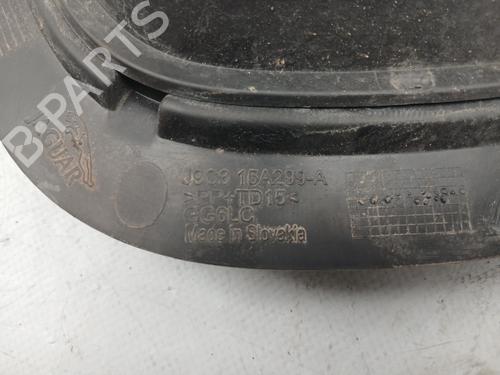 B-PARTS
JAGUAR
J9C3 16A299-A
>PP+TD15<
GG6LC
Made in Slovakia